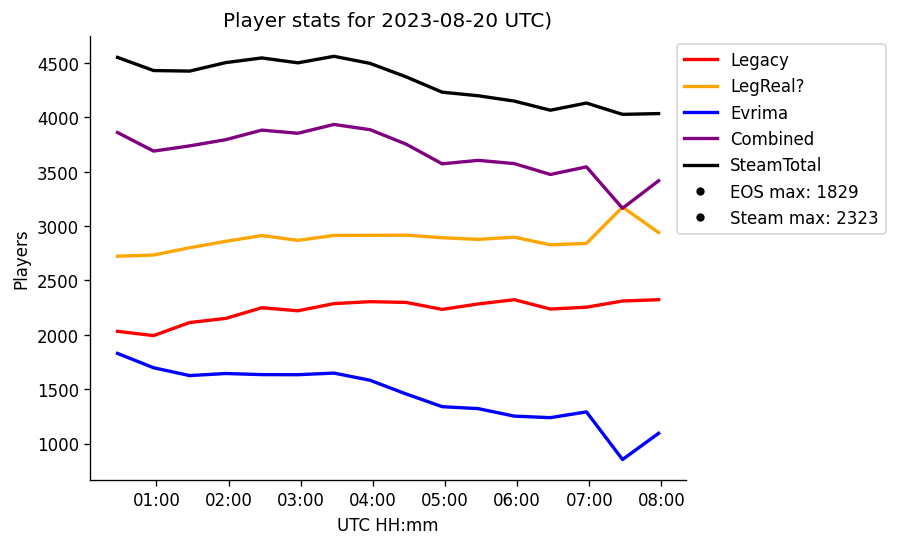 Player stats for 2023-08-20 UTC)
Legacy
LegReal?
Evrima
Combined
SteamTotal
EOS max: 1829
Steam max: 2323
Players
4500
4000
3500
3000
2500
2000
1500
1000
01:00 02:00 03:00 04:00 05:00 06:00 07:00 08:00
UTC HH:mm